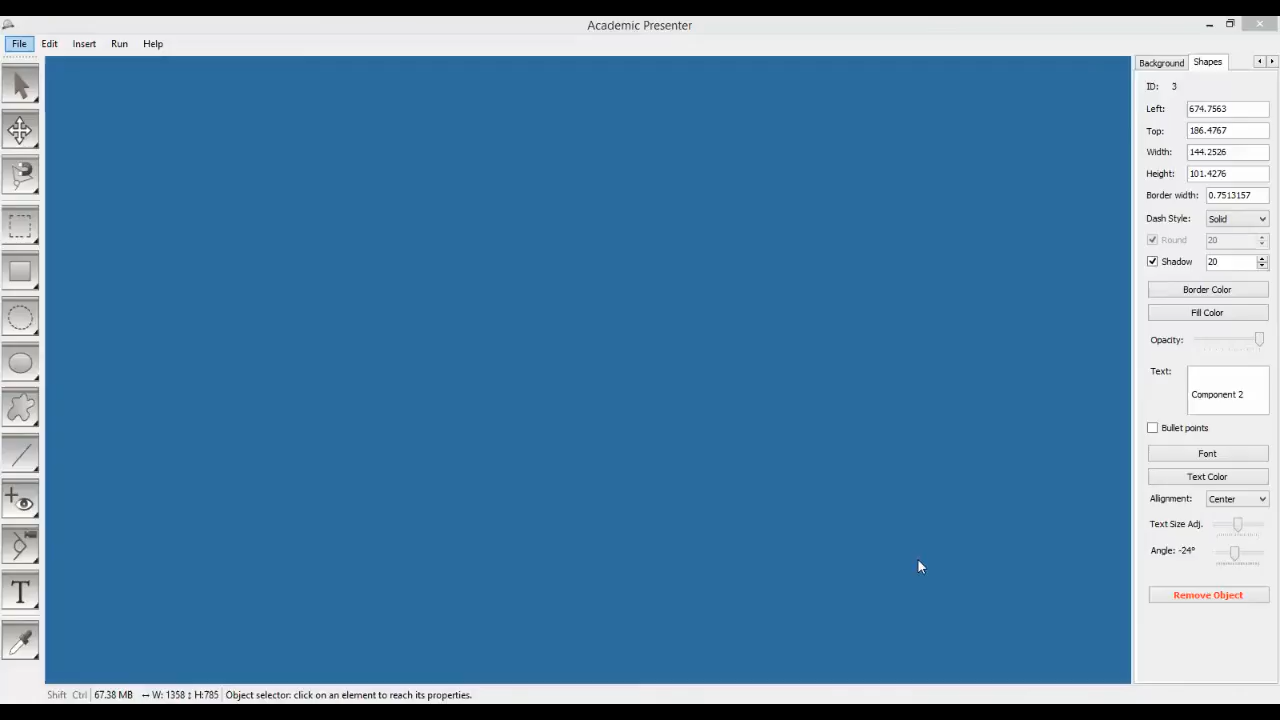 Academic Presenter
File Edit Insert Run Help
Background Shapes
ID: 3
Left: 674.7563
Top: 186.4767
Width: 144.2526
Height: 101.4276
Border width: 0.7513157
Dash Style: Solid
Round 20
Shadow 20
Border Color
Fill Color
Opacity:
Text: Component 2
Bullet points
Font
Text Color
Allignment: Center
T
Text Size Adj.
Angle: -24°
Remove Object
Shift Ctrl 67.38 MB ↔ W: 1358 ↕ H:785 Object selector: click on an element to reach its properties.